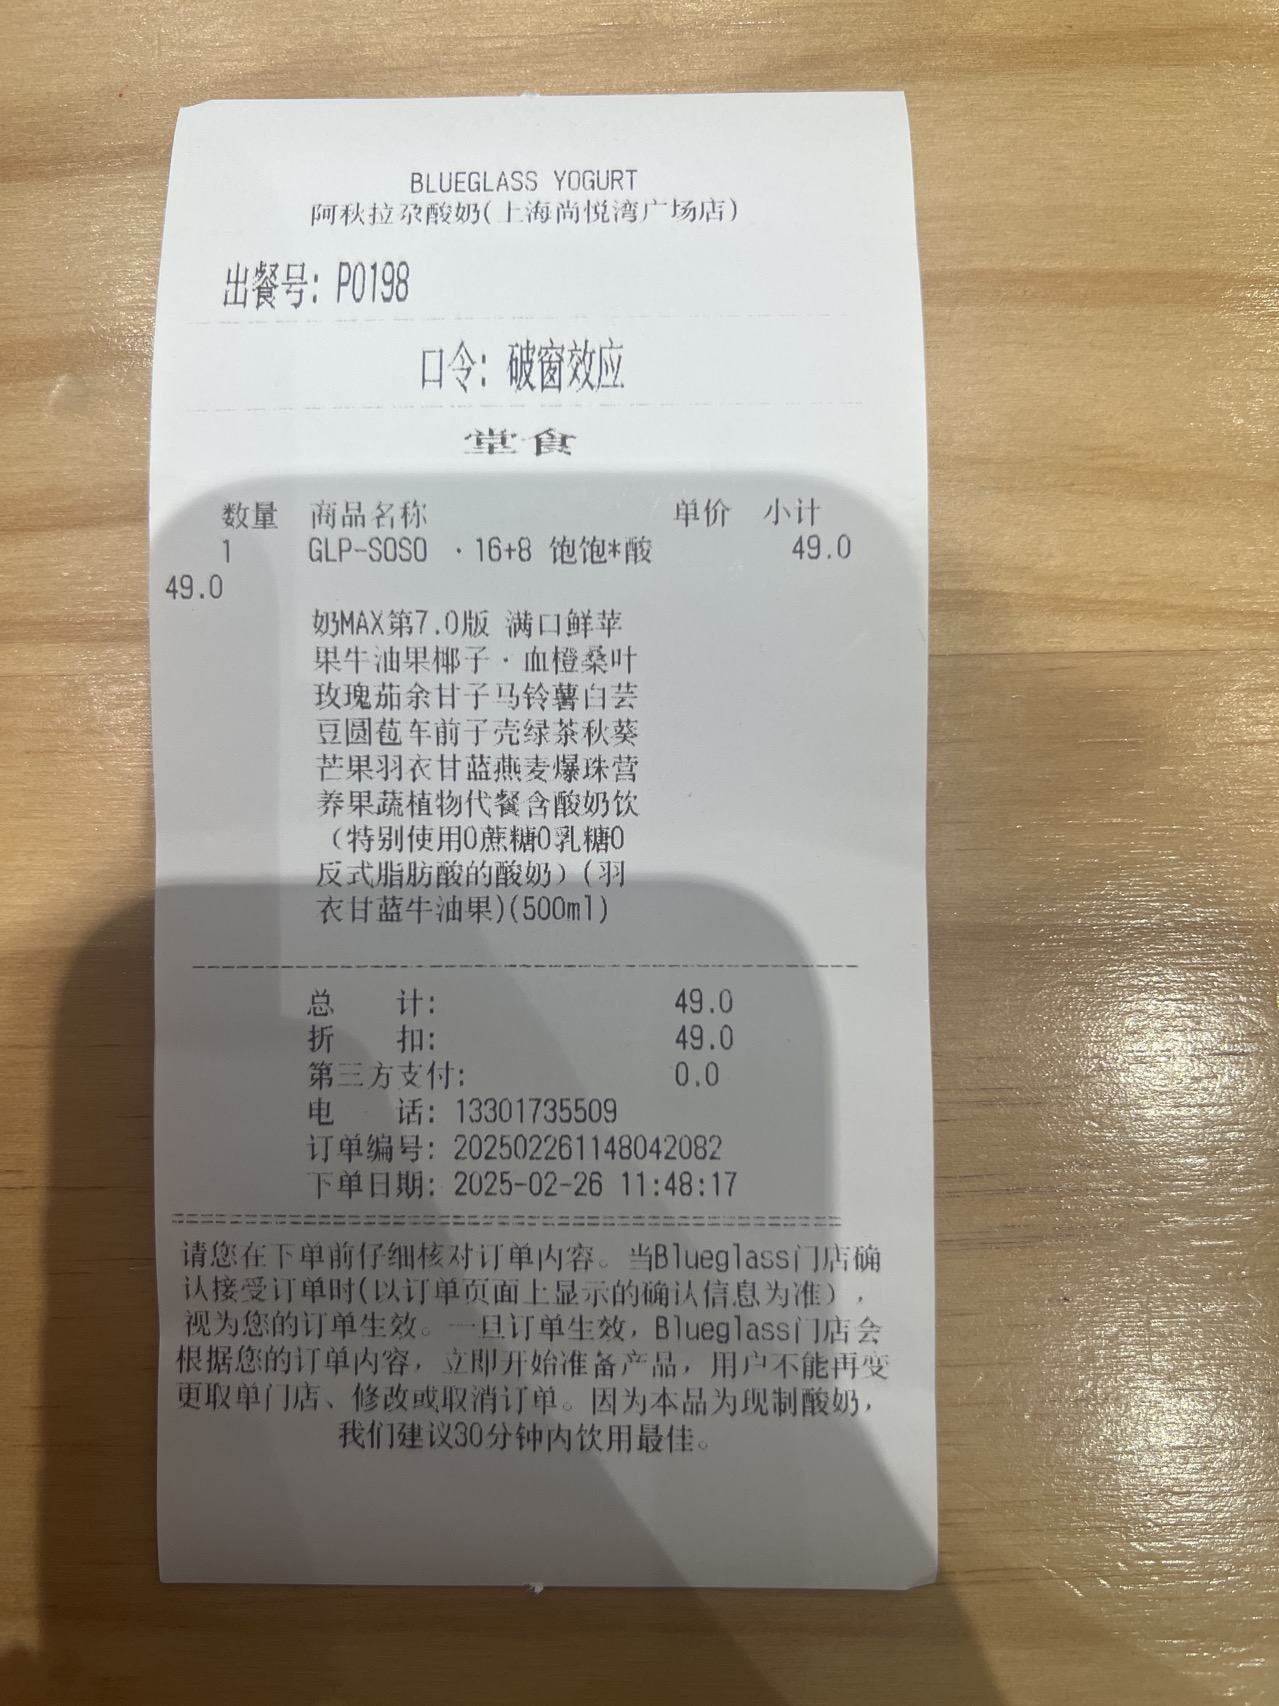 BLUEGLASS YOGURT
阿秋拉尕酸奶(上海尚悦湾广场店)
出餐号: P0198
口令: 破窗效应
堂食
数量 商品名称 单价 小计
1 GLP-SOSO ·16+8 饱饱*酸 49.0
49.0
奶MAX第7.0版 满口鲜苹
果牛油果椰子·血橙桑叶
玫瑰茄余甘子马铃薯白芸
豆圆苞车前子壳绿茶秋葵
芒果羽衣甘蓝燕麦爆珠营
养果蔬植物代餐含酸奶饮
（特别使用0蔗糖0乳糖0
反式脂肪酸的酸奶）(羽
衣甘蓝牛油果)(500ml)
总 计: 49.0
折 扣: 49.0
第三方支付: 0.0
电 话: 13301735509
订单编号: 202502261148042082
下单日期: 2025-02-26 11:48:17
请您在下单前仔细核对订单内容。当Blueglass门店确
认接受订单时(以订单页面上显示的确认信息为准)，
视为您的订单生效。一旦订单生效，Blueglass门店会
根据您的订单内容，立即开始准备产品，用户不能再变
更取单门店、修改或取消订单。因为本品为现制酸奶，
我们建议30分钟内饮用最佳。